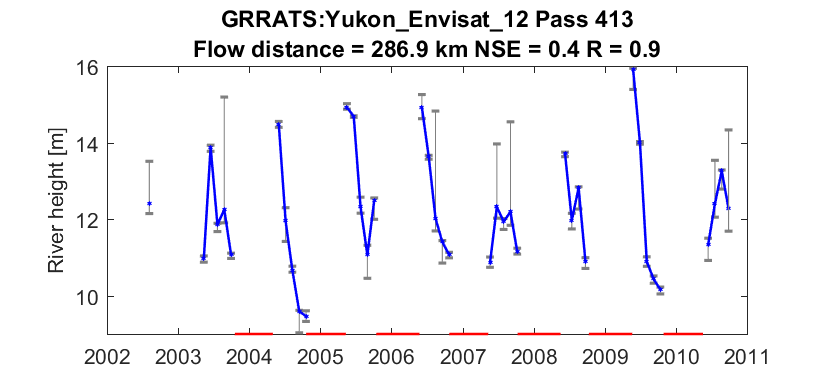 GRRATS:Yukon_Envisat_12 Pass 413
Flow distance = 286.9 km NSE = 0.4 R = 0.9
River height [m]
16
14
12
10
2002 2003 2004 2005 2006 2007 2008 2009 2010 2011